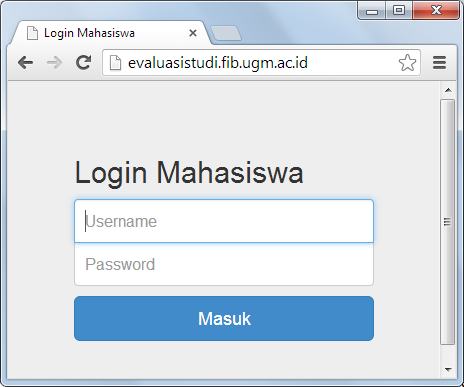 Login Mahasiswa
evaluasistudi.fib.ugm.ac.id
Login Mahasiswa
Username
Password
Masuk